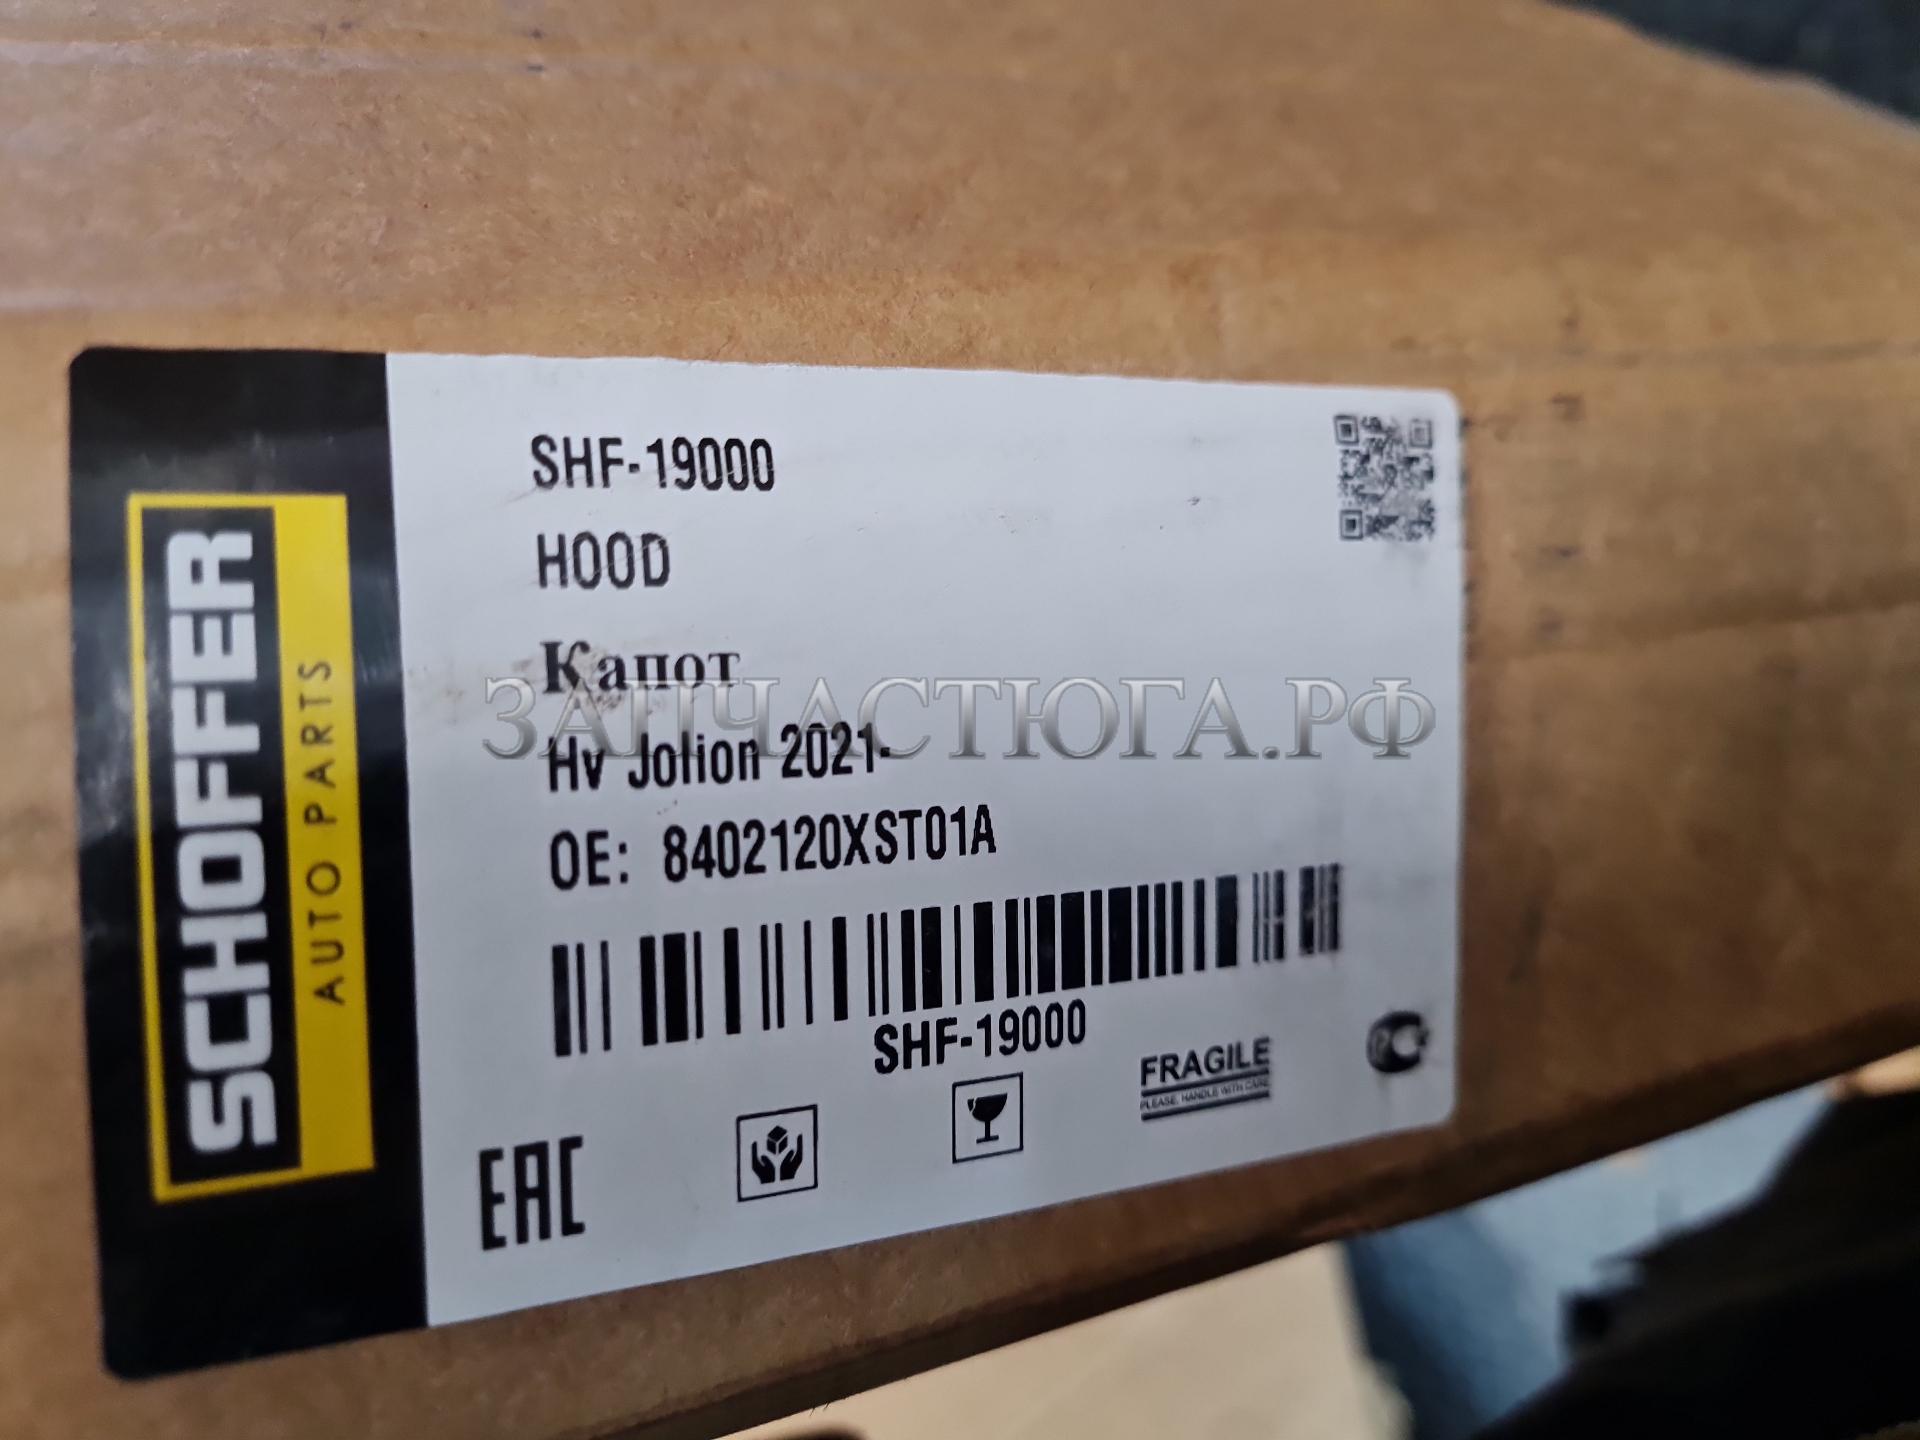 SCHOFFER
AUTO PARTS
SHF-19000
HOOD
Капот
ЗАПЧАСТЮГА.РФ
Hv Jolion 2021-
OE: 8402120XST01A
SHF-19000
FRAGILE
PLEASE, HANDLE WITH CARE
EAC